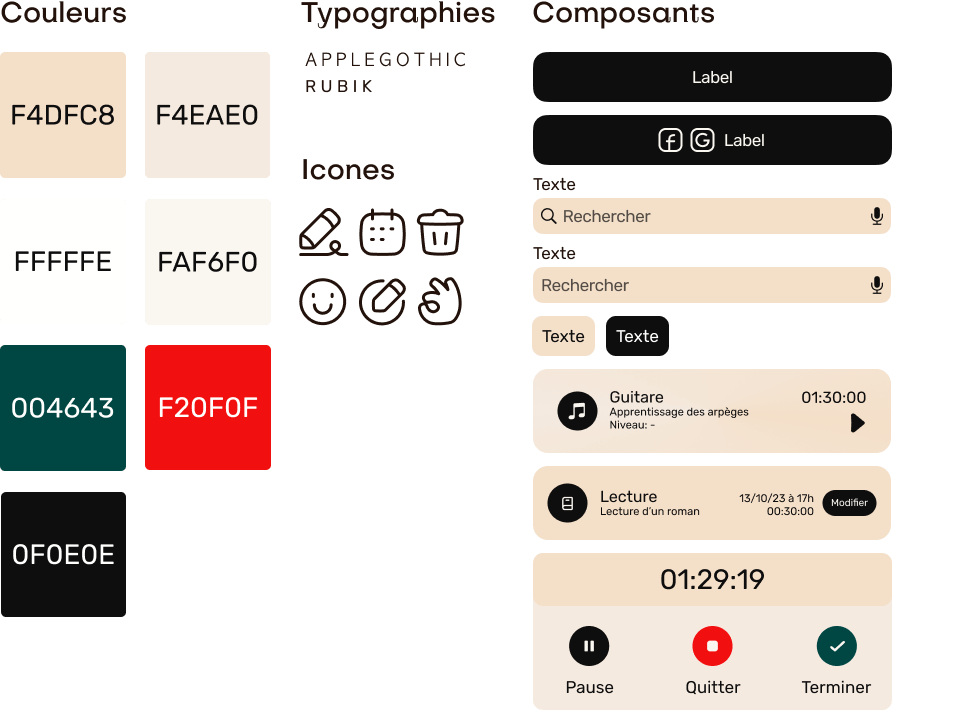 Couleurs
F4DFC8
F4EAE0
FFFFFE
FAF6F0
004643
F20F0F
0F0E0E
Typographies
APPLEGOTHIC
RUBIK
Icones
Composants
Label
Label
Texte
Rechercher
Texte
Rechercher
Texte
Texte
Guitare
Apprentissage des arpèges
Niveau: -
01:30:00
Lecture
Lecture d'un roman
13/10/23 à 17h
00:30:00
Modifier
01:29:19
Pause
Quitter
Terminer